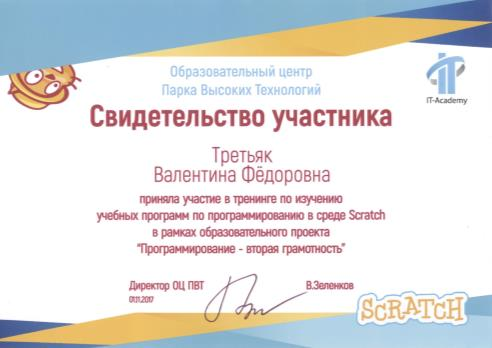 Образовательный центр
Парка Высоких Технологий
IT-Academy
Свидетельство участника
Третьяк
Валентина Фёдоровна
приняла участие в тренинге по изучению
учебных программ по программированию в среде Scratch
в рамках образовательного проекта
"Программирование - вторая грамотность"
Директор ОЦ ПВТ
В.Зеленков
01.11.2017
SCRATCH